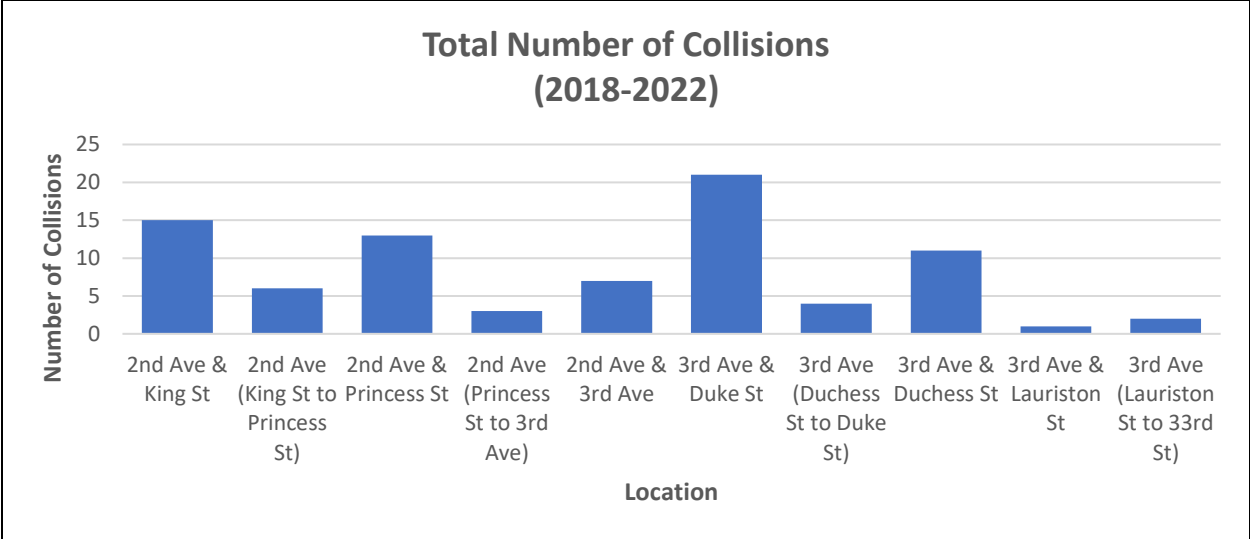 Total Number of Collisions
(2018-2022)
Number of Collisions
25
20
15
10
5
0
2nd Ave &
King St
2nd Ave
(King St to
Princess
St)
2nd Ave &
Princess St
2nd Ave
(Princess
St to 3rd
Ave)
2nd Ave &
3rd Ave
3rd Ave &
Duke St
3rd Ave
(Duchess
St to Duke
St)
3rd Ave &
Duchess St
3rd Ave &
Lauriston
St
3rd Ave
(Lauriston
St to 33rd
St)
Location